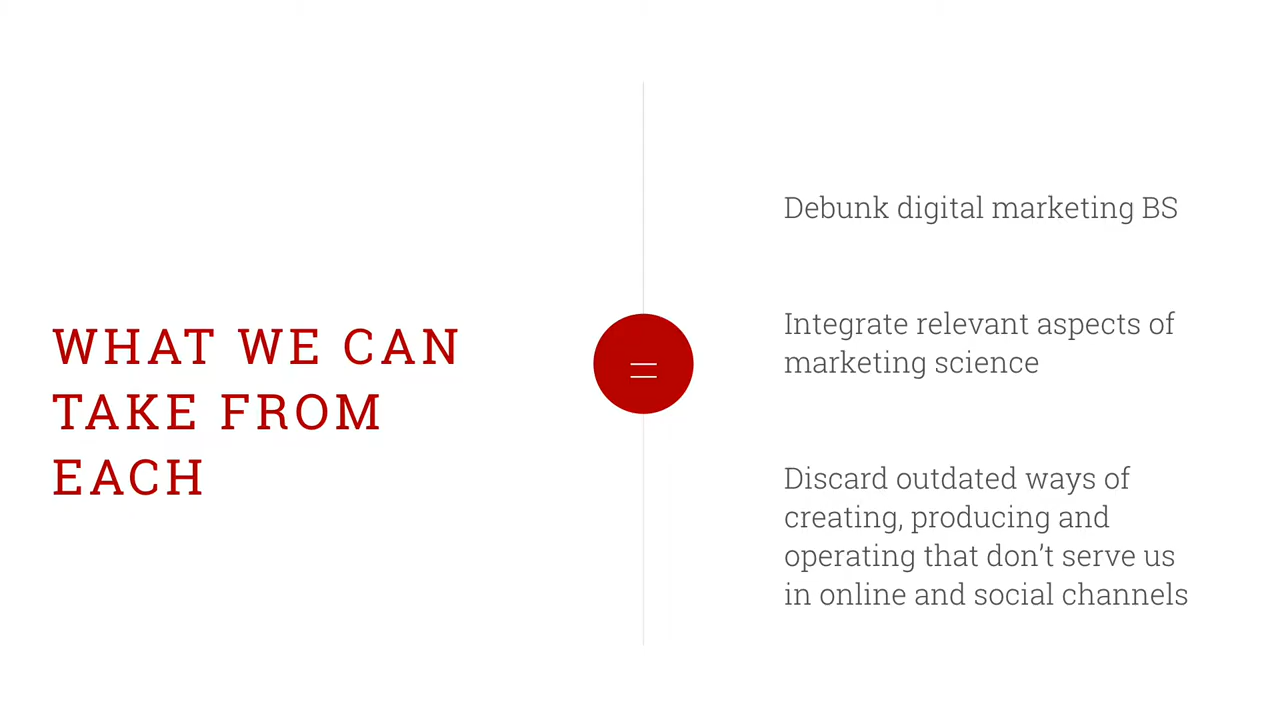 WHAT WE CAN
TAKE FROM
EACH
Debunk digital marketing BS
Integrate relevant aspects of
marketing science
Discard outdated ways of
creating, producing and
operating that don’t serve us
in online and social channels